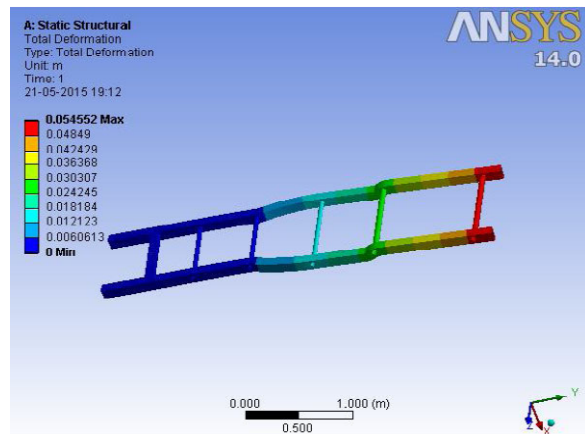 A: Static Structural
Total Deformation
Type: Total Deformation
Unit: m
Time: 1
21-05-2015 19:12
ANSYS
14.0
0.054552 Max
0.04849
0.042429
0.036368
0.030307
0.024245
0.018184
0.012123
0.0060613
0 Min
0.000
1.000 (m)
0.500
Y
Z
X